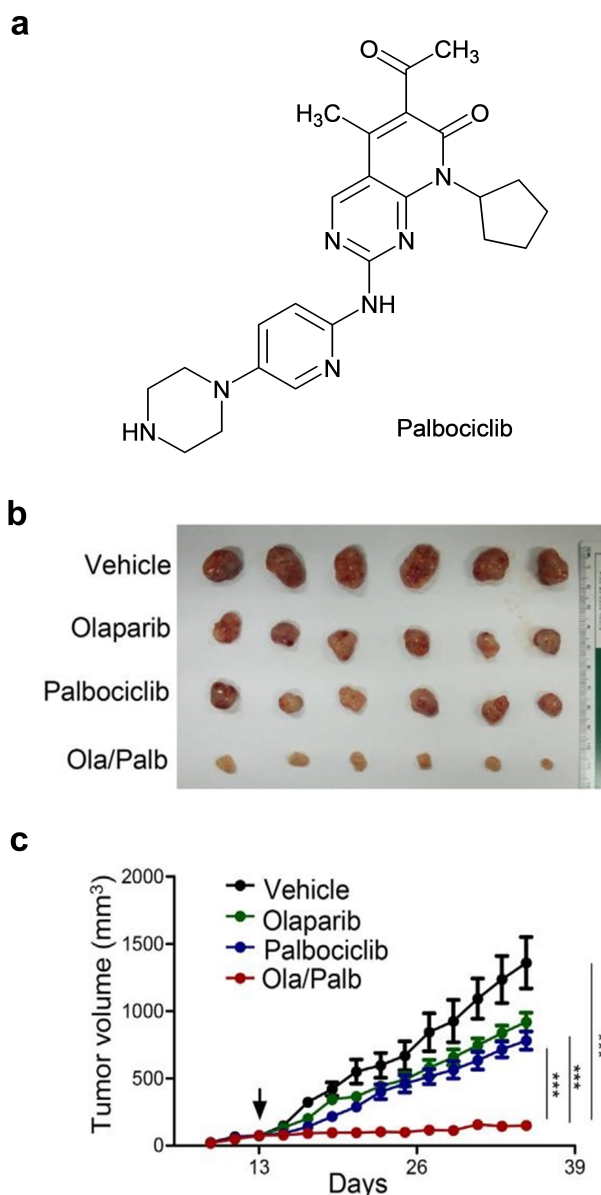 a
O
CH₃
H₃C
O
N
N
N
NH
N
N
HN
Palbociclib
b
Vehicle
Olaparib
Palbociclib
Ola/Palb
c
2000
Vehicle
Olaparib
Palbociclib
Ola/Palb
1500
1000
500
0
Tumor volume (mm³)
***
***
***
13
26
39
Days